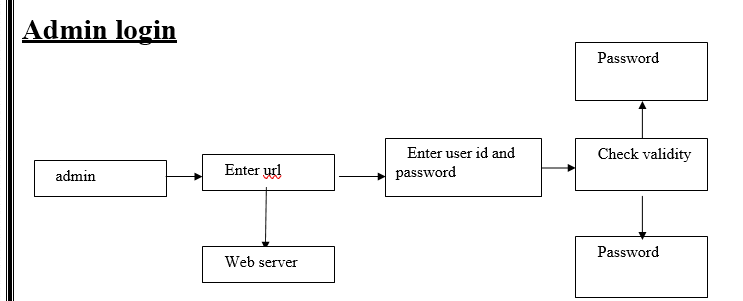 Admin login
Password
admin
Enter url
Enter user id and
password
Check validity
Web server
Password